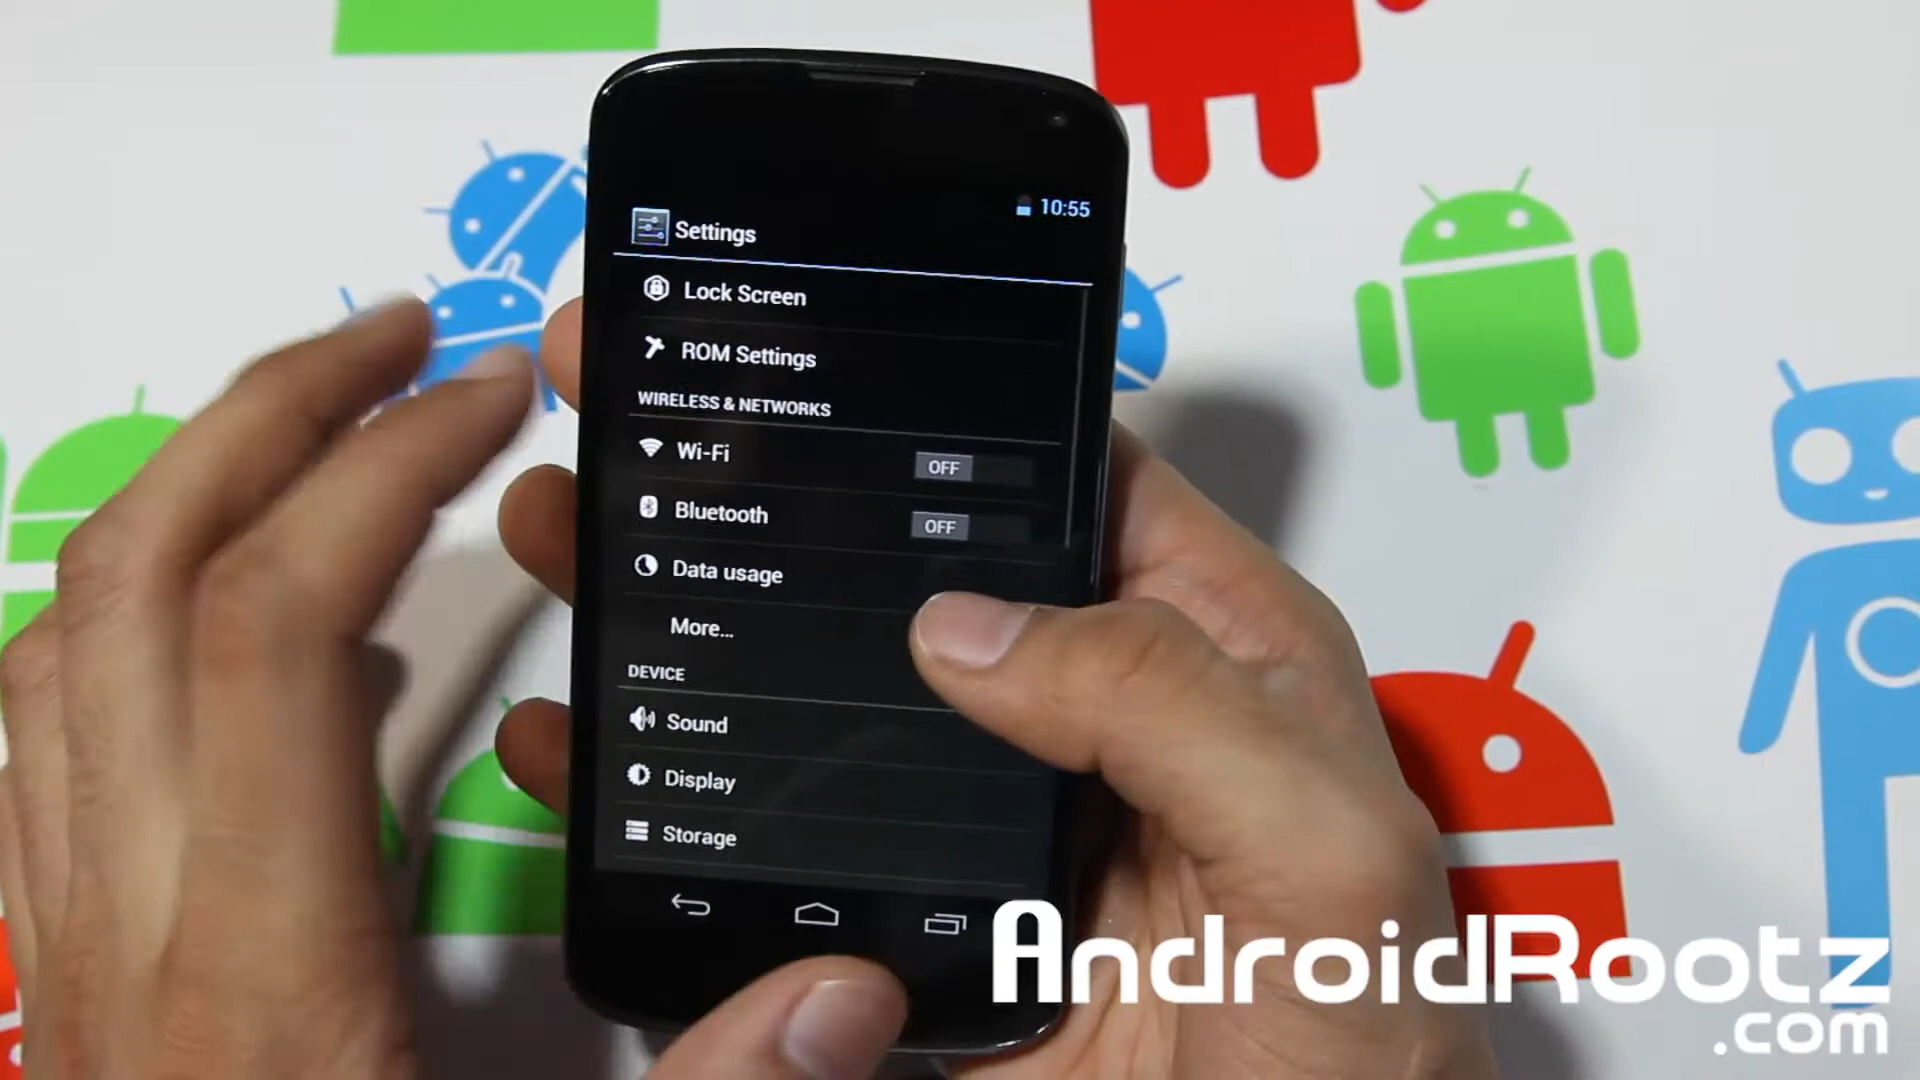 10:55
Settings
Lock Screen
ROM Settings
WIRELESS & NETWORKS
Wi-Fi OFF
Bluetooth OFF
Data usage
More...
DEVICE
Sound
Display
Storage
AndroidRootz
.com